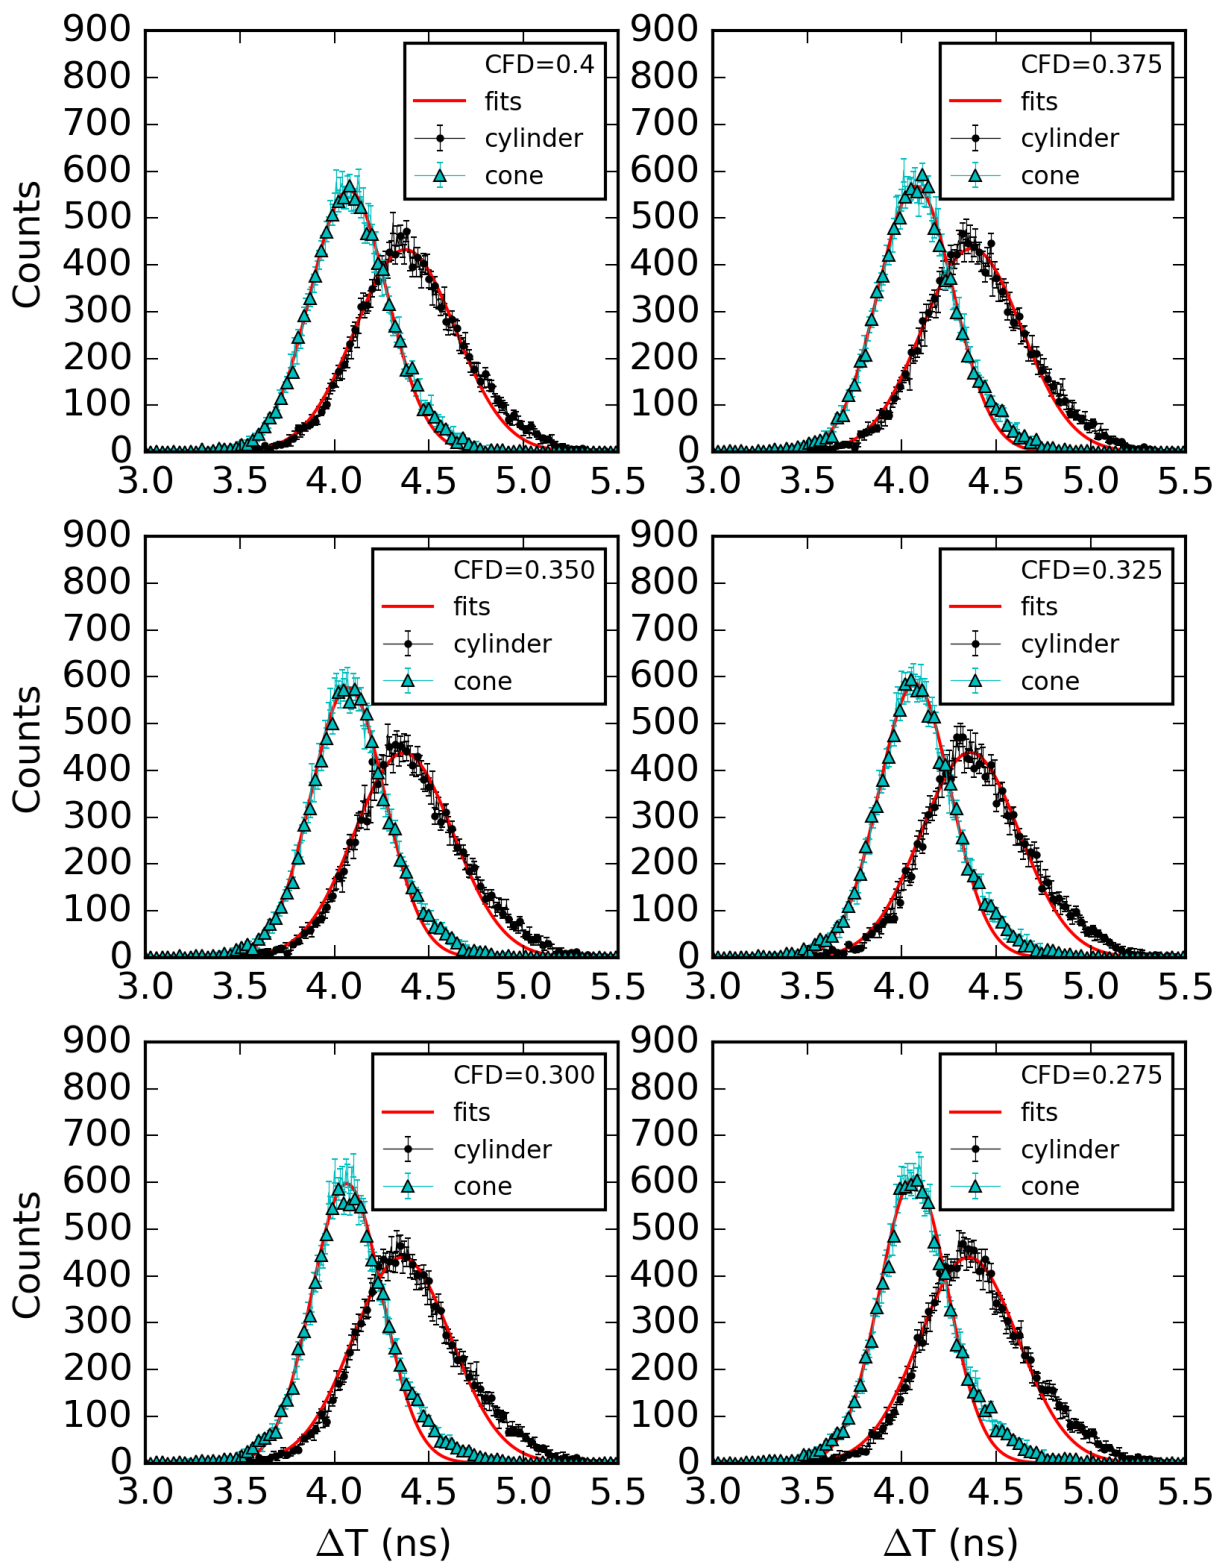 900
800
700
600
500
400
300
200
100
0
Counts
3.0 3.5 4.0 4.5 5.0 5.5
CFD=0.4
fits
cylinder
cone
900
800
700
600
500
400
300
200
100
0
3.0 3.5 4.0 4.5 5.0 5.5
CFD=0.375
fits
cylinder
cone
900
800
700
600
500
400
300
200
100
0
Counts
3.0 3.5 4.0 4.5 5.0 5.5
CFD=0.350
fits
cylinder
cone
900
800
700
600
500
400
300
200
100
0
3.0 3.5 4.0 4.5 5.0 5.5
CFD=0.325
fits
cylinder
cone
900
800
700
600
500
400
300
200
100
0
Counts
3.0 3.5 4.0 4.5 5.0 5.5
ΔT (ns)
CFD=0.300
fits
cylinder
cone
900
800
700
600
500
400
300
200
100
0
3.0 3.5 4.0 4.5 5.0 5.5
ΔT (ns)
CFD=0.275
fits
cylinder
cone